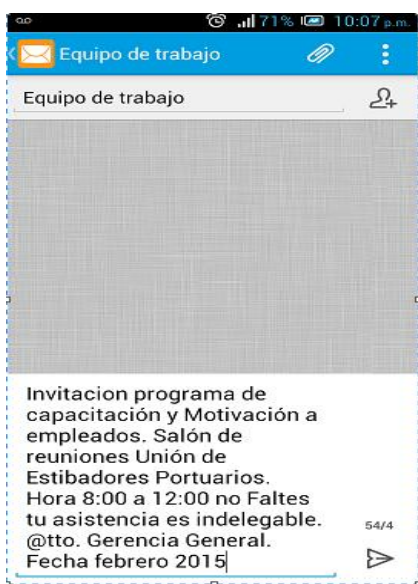 71% 10:07 p.m.
Equipo de trabajo
Equipo de trabajo
Invitacion programa de
capacitación y Motivación a
empleados. Salón de
reuniones Unión de
Estibadores Portuarios.
Hora 8:00 a 12:00 no Faltes
tu asistencia es indelegable.
@tto. Gerencia General.
Fecha febrero 2015
54/4